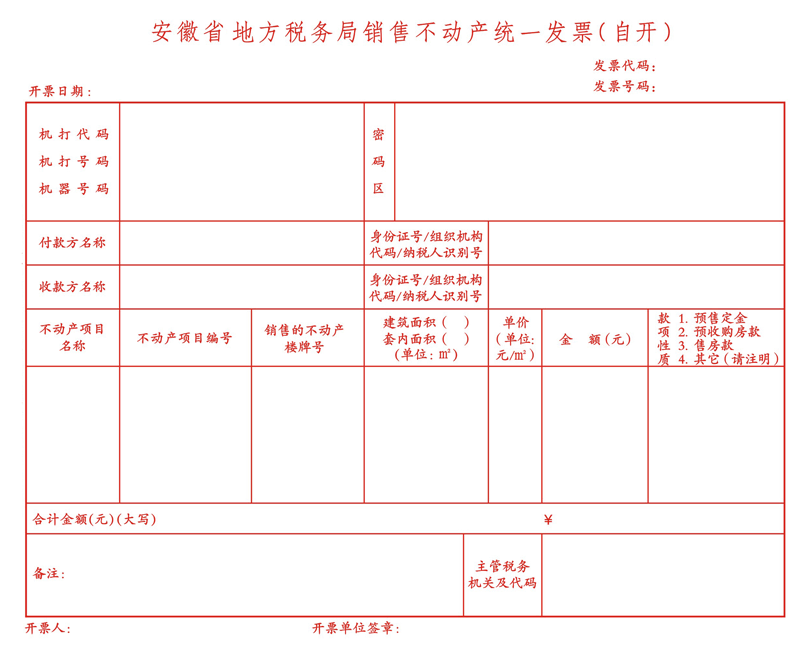 安徽省地方税务局销售不动产统一发票(自开)
发票代码:
发票号码:
开票日期:
机打代码
机打号码
机器号码
密
码
区
付款方名称
身份证号/组织机构
代码/纳税人识别号
收款方名称
身份证号/组织机构
代码/纳税人识别号
不动产项目
名称
不动产项目编号
销售的不动产
楼牌号
建筑面积( )
套内面积( )
(单位: m²)
单价
(单位:
元/m²)
金 额(元)
款 1. 预售定金
项 2. 预收购房款
性 3. 售房款
质 4. 其它(请注明)
合计金额(元)(大写)
¥
备注:
主管税务
机关及代码
开票人:
开票单位签章: